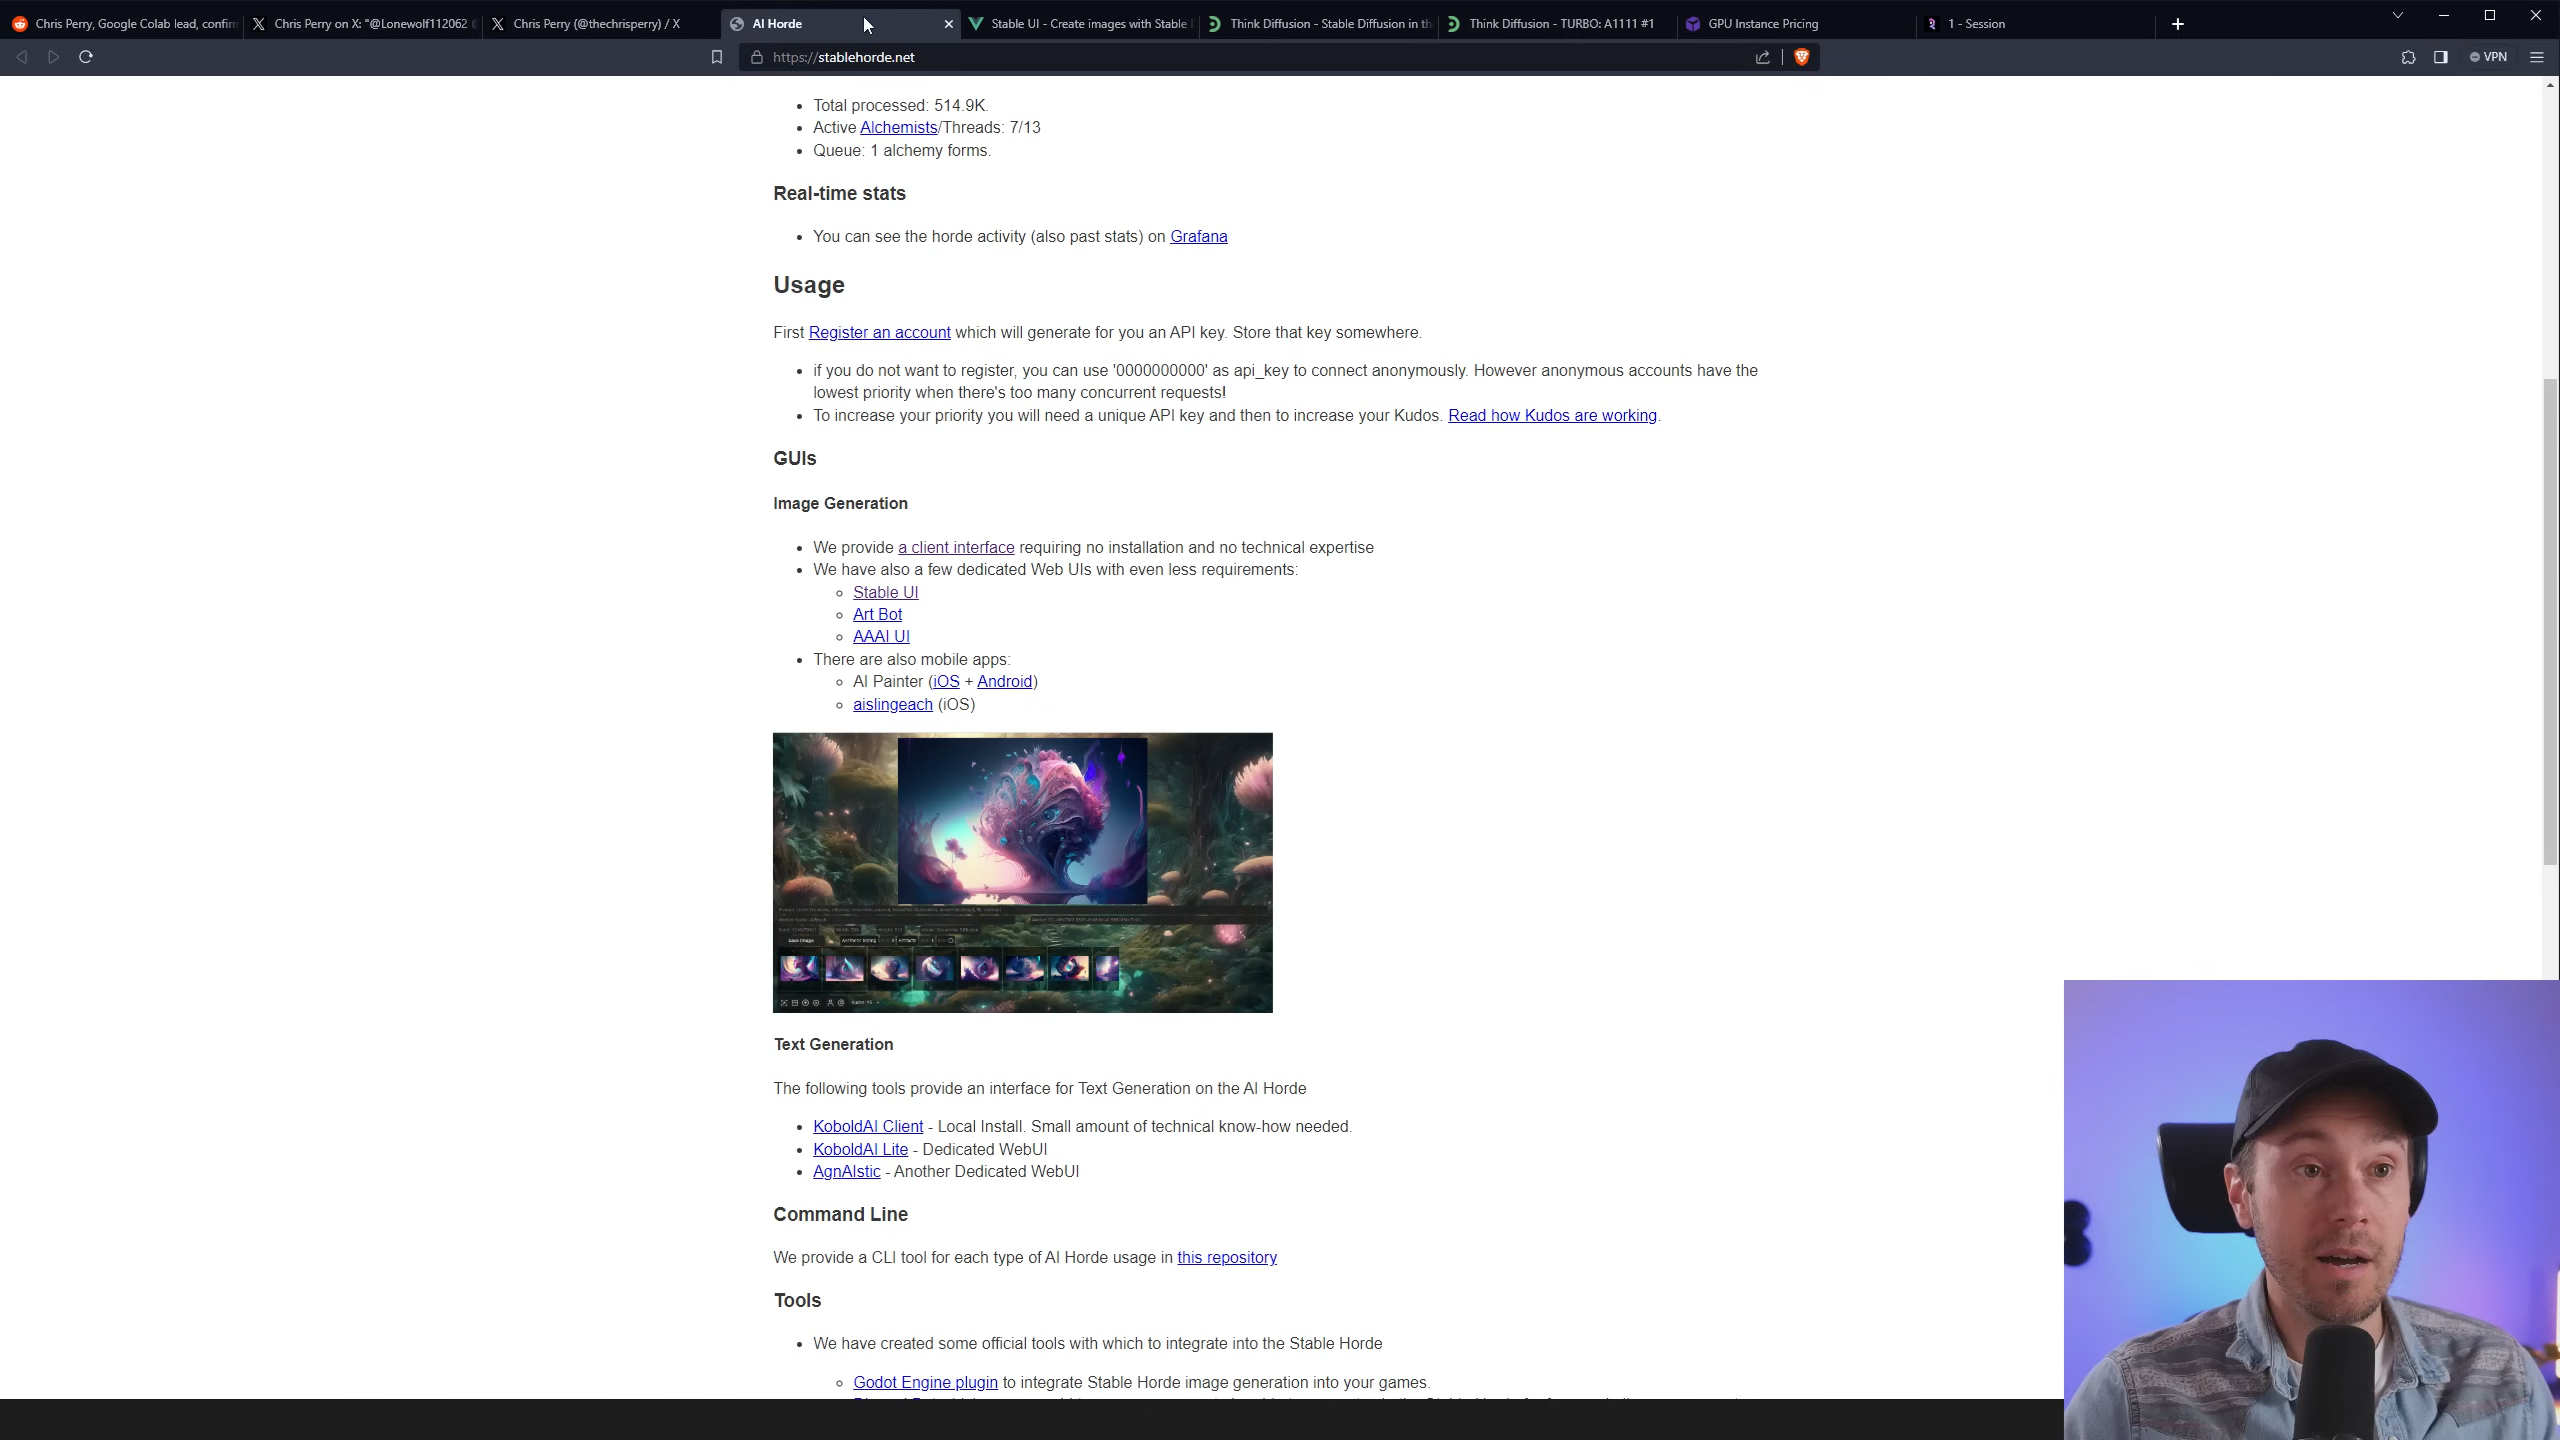 Chris Perry, Google Colab lead, confirm
Chris Perry on X: "@Lonewolf112062
Chris Perry (@thechrisperry) / X
AI Horde
Stable UI - Create images with Stable
Think Diffusion - Stable Diffusion in th
Think Diffusion - TURBO: A1111 #1
GPU Instance Pricing
1 - Session
https://stablehorde.net
VPN
Total processed: 514.9K.
Active Alchemists/Threads: 7/13
Queue: 1 alchemy forms.
Real-time stats
You can see the horde activity (also past stats) on Grafana
Usage
First Register an account which will generate for you an API key. Store that key somewhere.
if you do not want to register, you can use '0000000000' as api_key to connect anonymously. However anonymous accounts have the
lowest priority when there's too many concurrent requests!
To increase your priority you will need a unique API key and then to increase your Kudos. Read how Kudos are working.
GUIs
Image Generation
We provide a client interface requiring no installation and no technical expertise
We have also a few dedicated Web UIs with even less requirements:
Stable UI
Art Bot
AAAI UI
There are also mobile apps:
AI Painter (iOS + Android)
aislingeach (iOS)
Text Generation
The following tools provide an interface for Text Generation on the AI Horde
KoboldAI Client - Local Install. Small amount of technical know-how needed.
KoboldAI Lite - Dedicated WebUI
AgnAIstic - Another Dedicated WebUI
Command Line
We provide a CLI tool for each type of AI Horde usage in this repository
Tools
We have created some official tools with which to integrate into the Stable Horde
Godot Engine plugin to integrate Stable Horde image generation into your games.